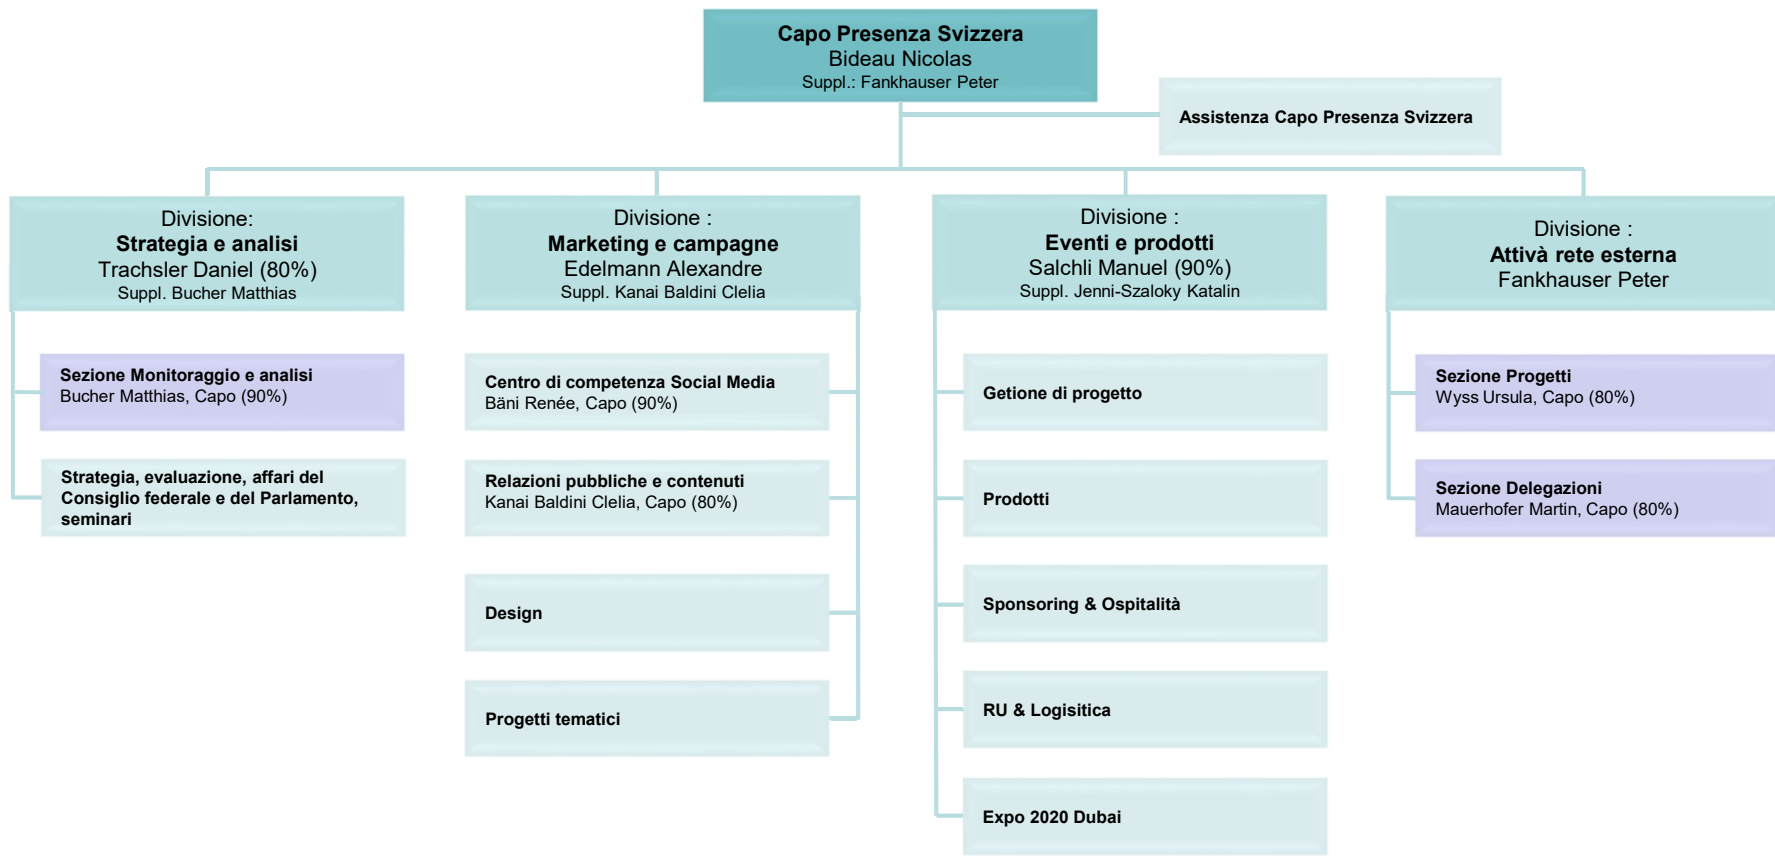 Capo Presenza Svizzera
Bideau Nicolas
Suppl.: Fankhauser Peter
Assistenza Capo Presenza Svizzera
Divisione:
Strategia e analisi
Trachsler Daniel (80%)
Suppl. Bucher Matthias
Sezione Monitoraggio e analisi
Bucher Matthias, Capo (90%)
Strategia, evaluazione, affari del
Consiglio federale e del Parlamento,
seminari
Divisione :
Marketing e campagne
Edelmann Alexandre
Suppl. Kanai Baldini Clelia
Centro di competenza Social Media
Bäni Renée, Capo (90%)
Relazioni pubbliche e contenuti
Kanai Baldini Clelia, Capo (80%)
Design
Progetti tematici
Divisione :
Eventi e prodotti
Salchli Manuel (90%)
Suppl. Jenni-Szaloky Katalin
Getione di progetto
Prodotti
Sponsoring & Ospitalità
RU & Logisitica
Expo 2020 Dubai
Divisione :
Attivà rete esterna
Fankhauser Peter
Sezione Progetti
Wyss Ursula, Capo (80%)
Sezione Delegazioni
Mauerhofer Martin, Capo (80%)